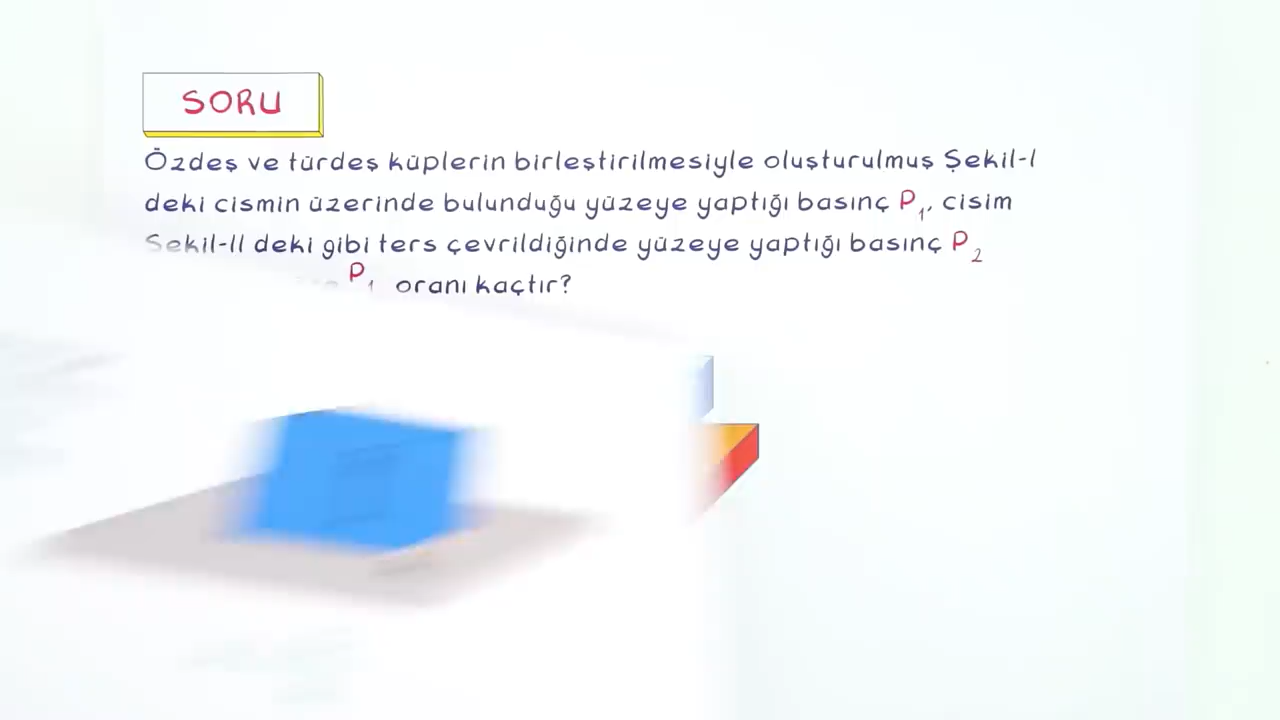 SORU
Özdeş ve türdeş küplerin birleştirilmesiyle oluşturulmuş Şekil-I
deki cismin üzerinde bulunduğu yüzeye yaptığı basınç P₁, cisim
Şekil-II deki gibi ters çevrildiğinde yüzeye yaptığı basınç P₂
P₁ oranı kaçtır?